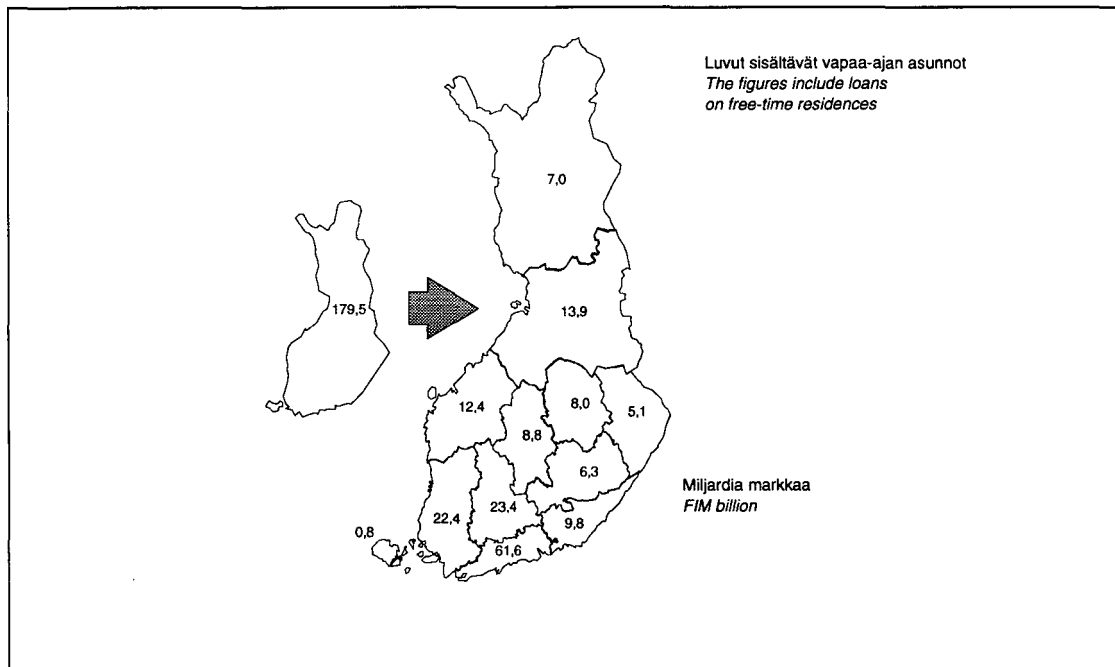 Luvut sisältävät vapaa-ajan asunnot
The figures include loans
on free-time residences
7,0
179,5
13,9
12,4
8,0
5,1
8,8
6,3
Miljardia markkaa
FIM billion
22,4
23,4
9,8
0,8
61,6